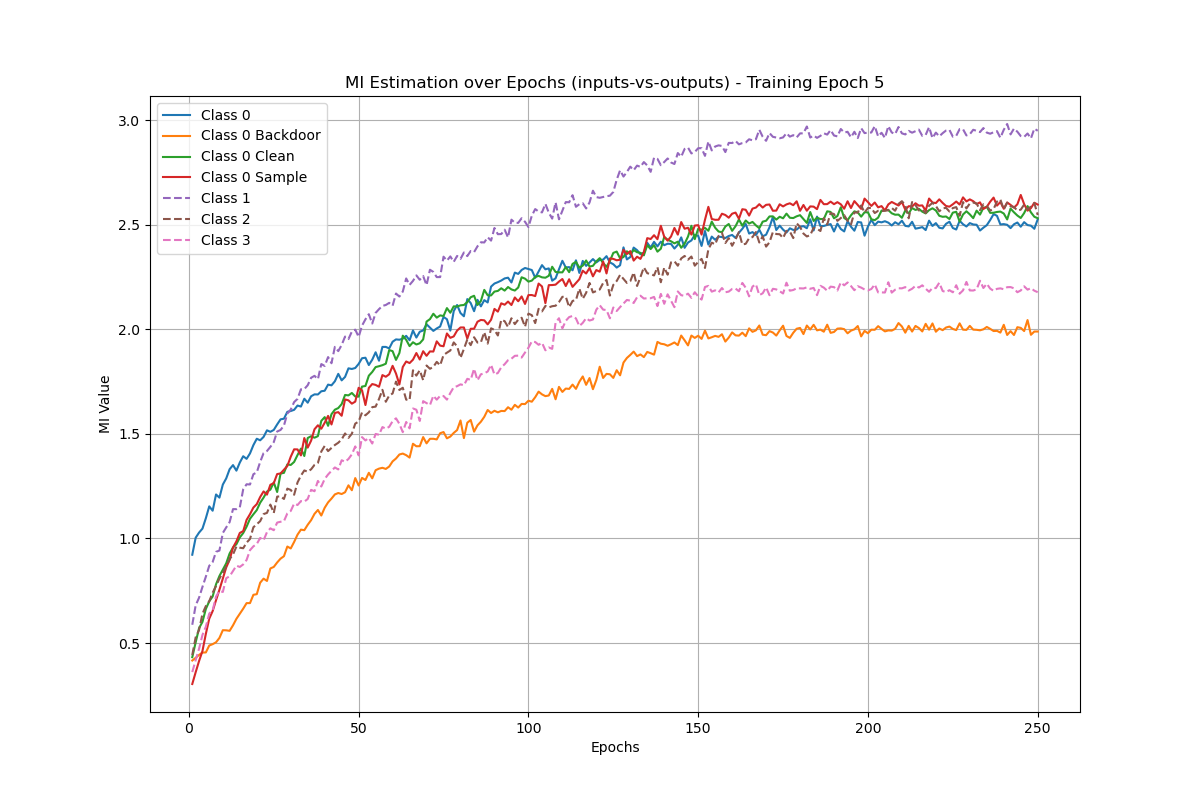 MI Estimation over Epochs (inputs-vs-outputs) - Training Epoch 5
Class 0
Class 0 Backdoor
Class 0 Clean
Class 0 Sample
Class 1
Class 2
Class 3
MI Value
3.0
2.5
2.0
1.5
1.0
0.5
0 50 100 150 200 250
Epochs